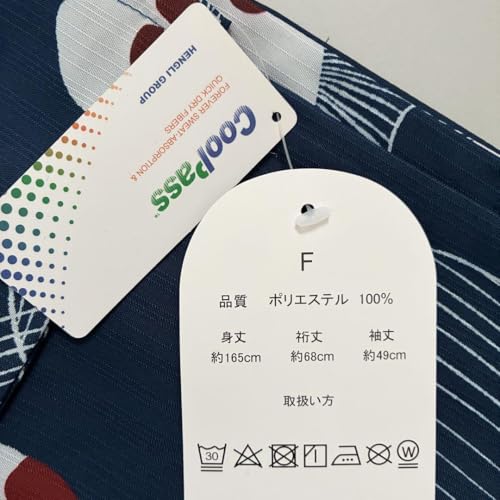 HENGLI GROUP
CooLPass™
FOREVER SWEAT-ABSORPTION &
QUICK DRY FIBERS
F
品質 ポリエステル 100%
身丈 裄丈 袖丈
約165cm 約68cm 約49cm
取扱い方
30 W